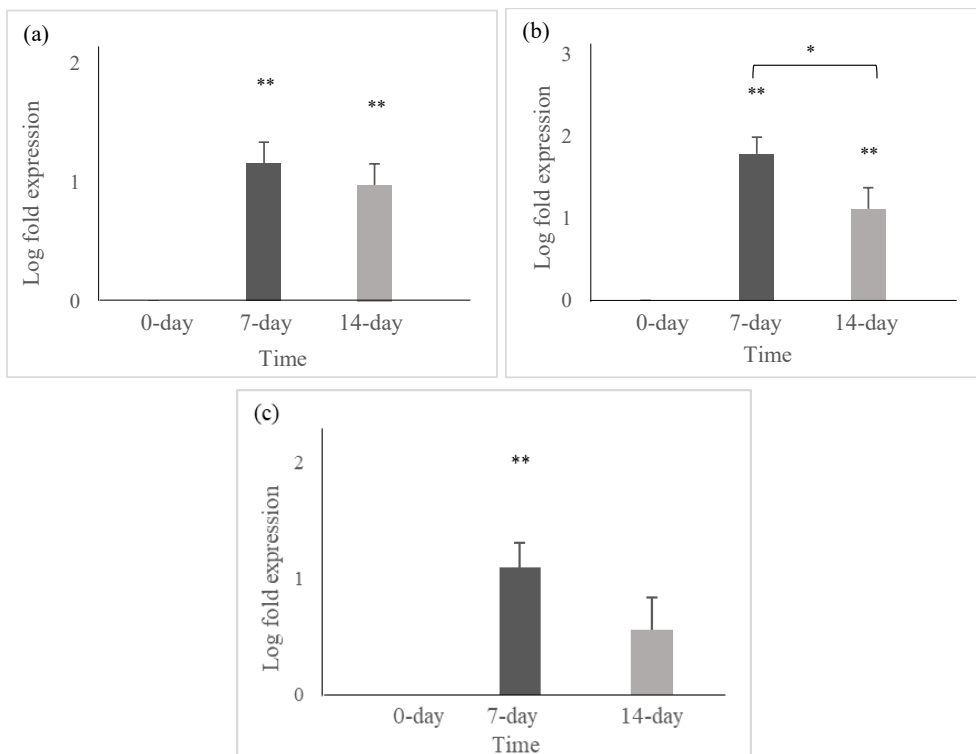 (a)
2
**
**
1
0
Log fold expression
0-day 7-day 14-day
Time
(b)
3
*
**
2
**
1
0
Log fold expression
0-day 7-day 14-day
Time
(c)
2
**
1
0
Log fold expression
0-day 7-day 14-day
Time